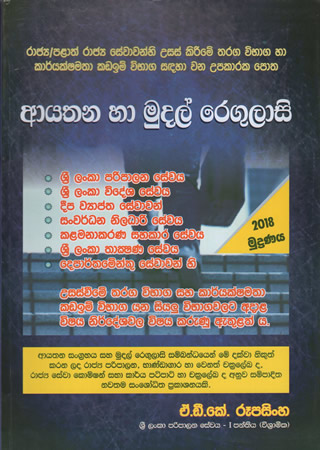 රාජ්‍ය/පළාත් රාජ්‍ය සේවාවන්හි උසස් කිරීමේ තරග විභාග හා
කාර්යක්ෂමතා කඩඉම් විභාග සඳහා වන උපකාරක පොත
ආයතන හා මුදල් රෙගුලාසි
ශ්‍රී ලංකා පරිපාලන සේවය
ශ්‍රී ලංකා විදේශ සේවය
දීප ව්‍යාප්ත සේවාවන්
සංවර්ධන නිලධාරි සේවය
කළමනාකරණ සහකාර සේවය
ශ්‍රී ලංකා තාක්ෂණ සේවය
දෙපාර්තමේන්තු සේවාවන් හි
2018
මුද්‍රණය
උසස්වීමේ තරග විභාග සහ කාර්යක්ෂමතා
කඩඉම් විභාග යන සියලු විභාගවලට අදාළ
විෂය නිර්දේශවල විෂය කරුණු ඇතුළත් ය.
ආයතන සංග්‍රහය සහ මුදල් රෙගුලාසි සම්බන්ධයෙන් මේ දක්වා නිකුත්
කරන ලද රාජ්‍ය පරිපාලන, භාණ්ඩාගාර හා වෙනත් චක්‍රලේඛ ද,
රාජ්‍ය සේවා කොමිෂන් සභා කාර්ය පටිපාටි හා චක්‍රලේඛ ද අනුව සම්පාදිත
නවතම සංශෝධිත ප්‍රකාශනයකි.
ඒ.ඩී.කේ. රූපසිංහ
ශ්‍රී ලංකා පරිපාලන සේවය - I පන්තිය (විශ්‍රාමික)